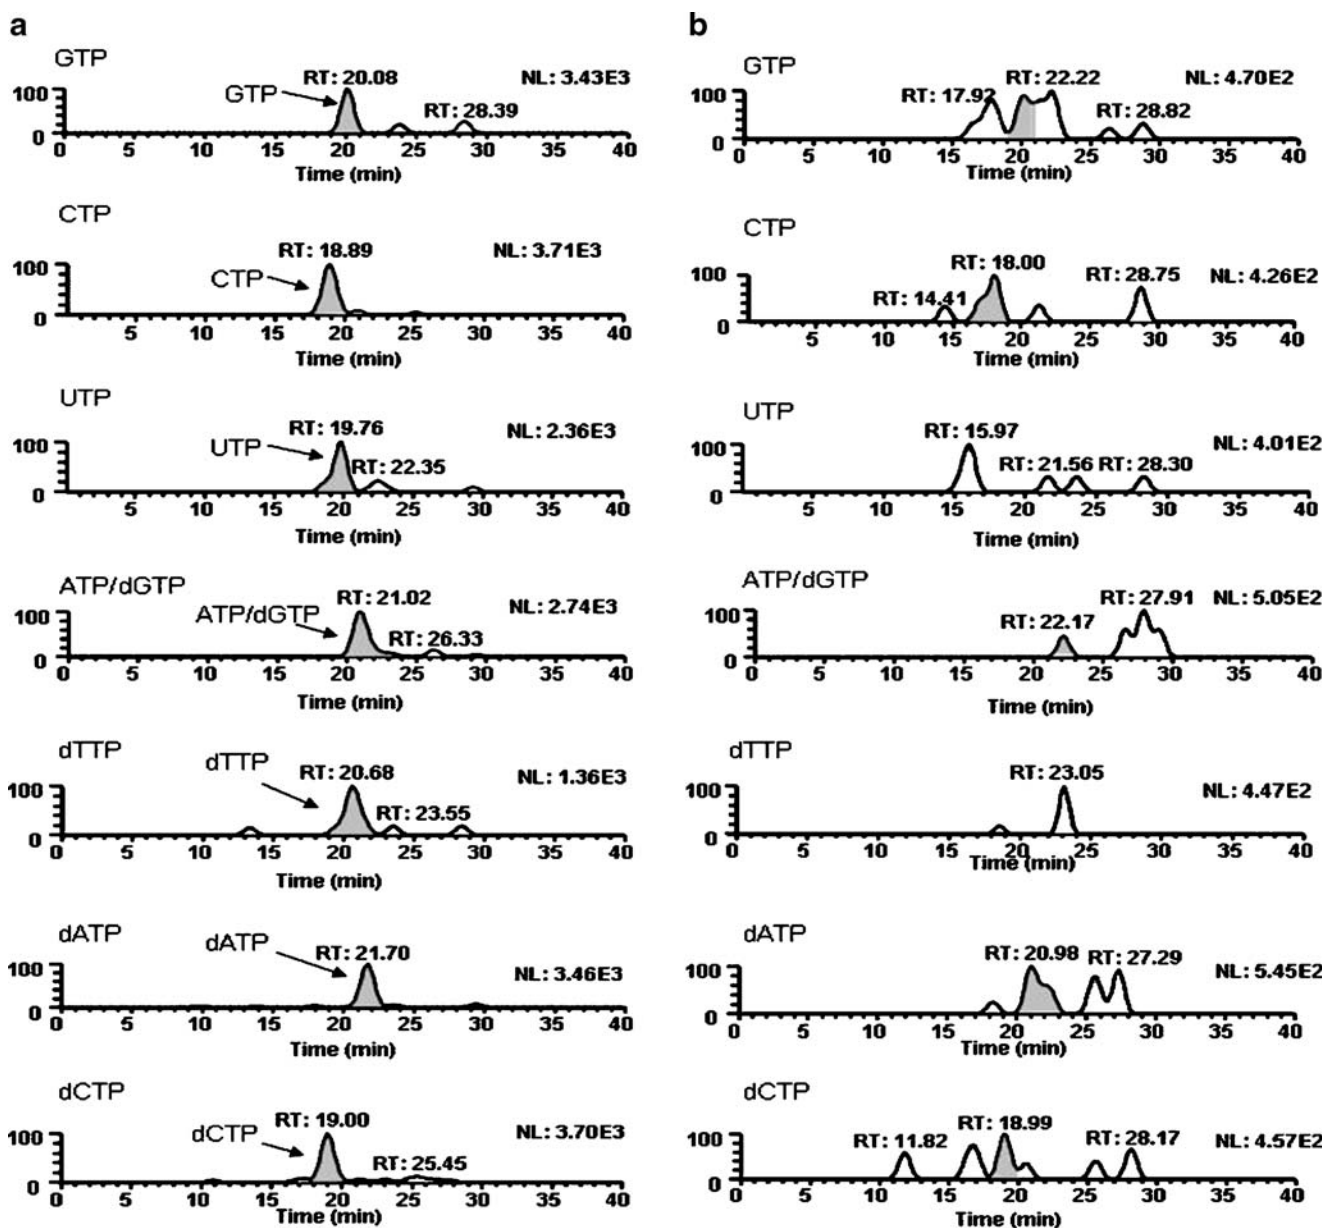 a
GTP
RT: 20.08
NL: 3.43E3
GTP
RT: 28.39
100
0
0 5 10 15 20 25 30 35 40
Time (min)
CTP
RT: 18.89
NL: 3.71E3
CTP
100
0
0 5 10 15 20 25 30 35 40
Time (min)
UTP
RT: 19.76
NL: 2.36E3
UTP
RT: 22.35
100
0
0 5 10 15 20 25 30 35 40
Time (min)
ATP/dGTP
RT: 21.02
NL: 2.74E3
ATP/dGTP
RT: 26.33
100
0
0 5 10 15 20 25 30 35 40
Time (min)
dTTP
dTTP
RT: 20.68
NL: 1.36E3
RT: 23.55
100
0
0 5 10 15 20 25 30 35 40
Time (min)
dATP
dATP
RT: 21.70
NL: 3.46E3
100
0
0 5 10 15 20 25 30 35 40
Time (min)
dCTP
RT: 19.00
NL: 3.70E3
dCTP
RT: 25.45
100
0
0 5 10 15 20 25 30 35 40
Time (min)
b
GTP
RT: 22.22
NL: 4.70E2
RT: 17.92
RT: 28.82
100
0
0 5 10 15 20 25 30 35 40
Time (min)
CTP
RT: 18.00
RT: 28.75
NL: 4.26E2
RT: 14.41
100
0
0 5 10 15 20 25 30 35 40
Time (min)
UTP
RT: 15.97
NL: 4.01E2
RT: 21.56
RT: 28.30
100
0
0 5 10 15 20 25 30 35 40
Time (min)
ATP/dGTP
RT: 27.91
NL: 5.05E2
RT: 22.17
100
0
0 5 10 15 20 25 30 35 40
Time (min)
dTTP
RT: 23.05
NL: 4.47E2
100
0
0 5 10 15 20 25 30 35 40
Time (min)
dATP
RT: 20.98
RT: 27.29
NL: 5.45E2
100
0
0 5 10 15 20 25 30 35 40
Time (min)
dCTP
RT: 18.99
RT: 11.82
RT: 28.17
NL: 4.57E2
100
0
0 5 10 15 20 25 30 35 40
Time (min)